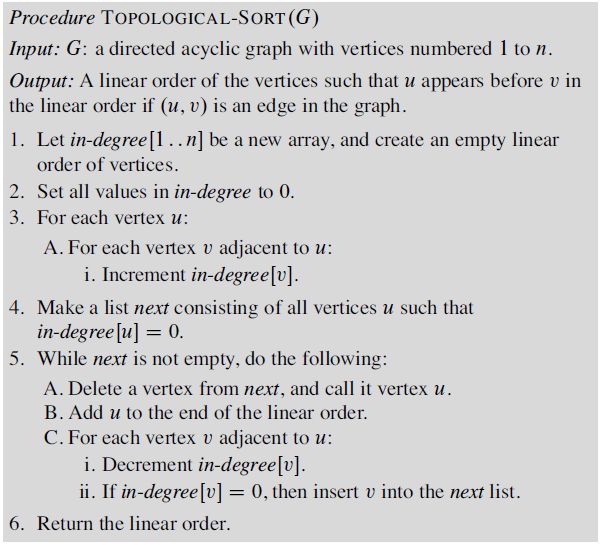 Procedure TOPOLOGICAL-SORT(G)
Input: G: a directed acyclic graph with vertices numbered 1 to n.
Output: A linear order of the vertices such that u appears before v in
the linear order if (u, v) is an edge in the graph.
1. Let in-degree[1 . . n] be a new array, and create an empty linear
order of vertices.
2. Set all values in in-degree to 0.
3. For each vertex u:
A. For each vertex v adjacent to u:
i. Increment in-degree[v].
4. Make a list next consisting of all vertices u such that
in-degree[u] = 0.
5. While next is not empty, do the following:
A. Delete a vertex from next, and call it vertex u.
B. Add u to the end of the linear order.
C. For each vertex v adjacent to u:
i. Decrement in-degree[v].
ii. If in-degree[v] = 0, then insert v into the next list.
6. Return the linear order.